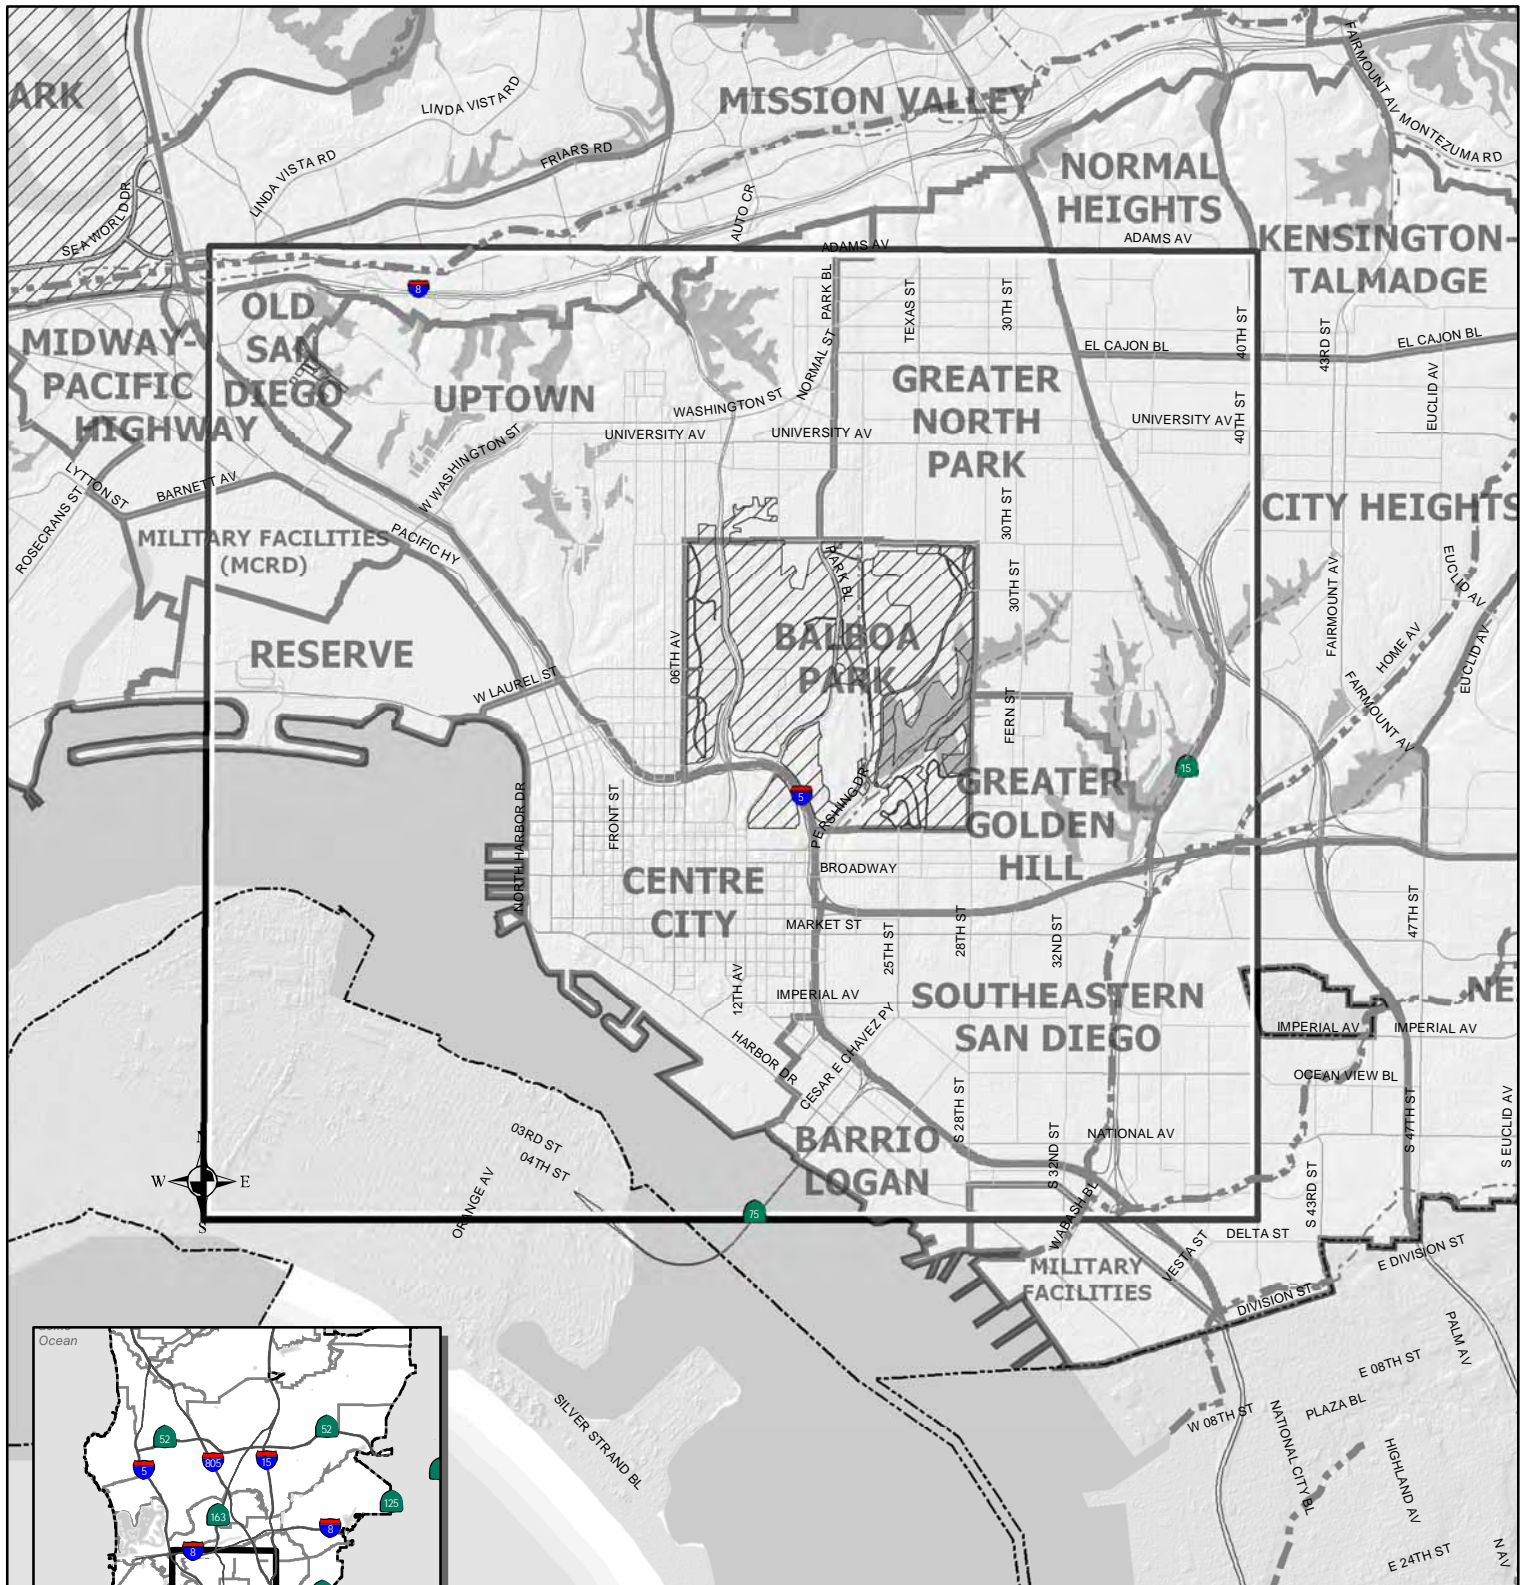 ARK
LINDA VISTA RD
MISSION VALLEY
FAIRMOUNT AV
MONTEZUMA RD
LINDA VISTA RD
FRIARS RD
NORMAL
HEIGHTS
SEA WORLD DR
AUTO CR
ADAMS AV
ADAMS AV
KENSINGTON-
TALMADGE
8
OLD
SAN
DIEGO
MIDWAY-
PACIFIC
HIGHWAY
PARK BL
TEXAS ST
30TH ST
40TH ST
43RD ST
EL CAJON BL
EL CAJON BL
NORMAL ST
UPTOWN
GREATER
NORTH
PARK
EUCLID AV
WASHINGTON ST
UNIVERSITY AV
UNIVERSITY AV
UNIVERSITY AV
40TH ST
W WASHINGTON ST
LYTTON ST
BARNETT AV
ROSECRANS ST
CITY HEIGHTS
PACIFIC HY
MILITARY FACILITIES
(MCRD)
30TH ST
PARK BL
30TH ST
EUCLID AV
FAIRMOUNT AV
HOME AV
RESERVE
06TH AV
BALBOA
PARK
EUCLID AV
W LAUREL ST
FERN ST
FAIRMOUNT AV
15
GREATER
GOLDEN
HILL
5
PERSHING DR
NORTH HARBOR DR
FRONT ST
BROADWAY
CENTRE
CITY
MARKET ST
25TH ST
28TH ST
32ND ST
47TH ST
12TH AV
IMPERIAL AV
SOUTHEASTERN
SAN DIEGO
NE
IMPERIAL AV
IMPERIAL AV
HARBOR DR
CESAR E CHAVEZ PY
OCEAN VIEW BL
S 28TH ST
S 47TH ST
S EUCLID AV
03RD ST
04TH ST
BARRIO
LOGAN
NATIONAL AV
S 32ND ST
N
W E
S
ORANGE AV
75
WABASH BL
S 43RD ST
DELTA ST
VESTA ST
E DIVISION ST
MILITARY
FACILITIES
DIVISION ST
PALM AV
E 08TH ST
PLAZA BL
W 08TH ST
SILVER STRAND BL
NATIONAL CITY BL
HIGHLAND AV
E 24TH ST
N AV
Ocean
52
52
5
805
15
125
163
8
8